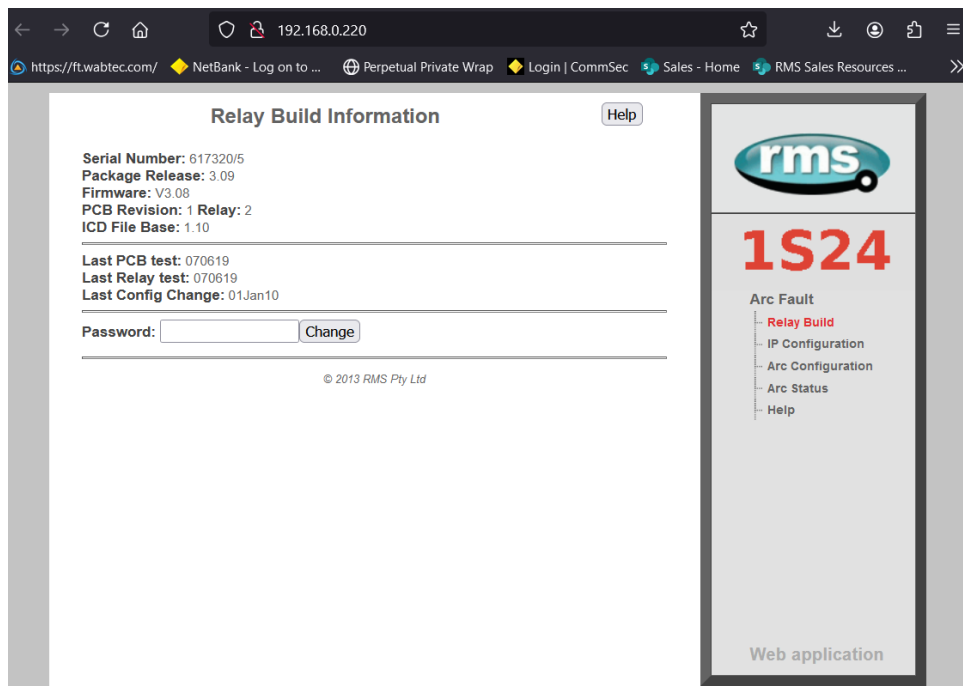 192.168.0.220
https://ft.wabtec.com/ NetBank - Log on to ... Perpetual Private Wrap Login | CommSec Sales - Home RMS Sales Resources ...
Relay Build Information
Help
Serial Number: 617320/5
Package Release: 3.09
Firmware: V3.08
PCB Revision: 1 Relay: 2
ICD File Base: 1.10
Last PCB test: 070619
Last Relay test: 070619
Last Config Change: 01Jan10
Password: Change
© 2013 RMS Pty Ltd
rms
1S24
Arc Fault
Relay Build
IP Configuration
Arc Configuration
Arc Status
Help
Web application